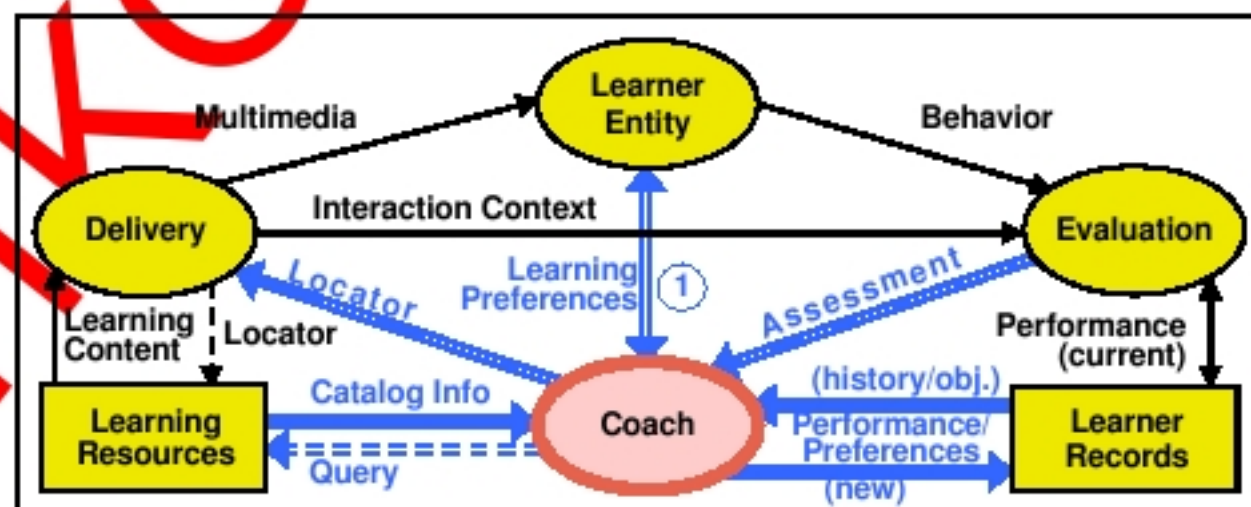 Learner
Entity
Multimedia
Behavior
Delivery
Interaction Context
Evaluation
Learning
Preferences
1
Locator
Assessment
Learning
Content
Locator
Performance
(current)
Catalog Info
(history/obj.)
Learning
Resources
Coach
Performance/
Preferences
(new)
Learner
Records
Query